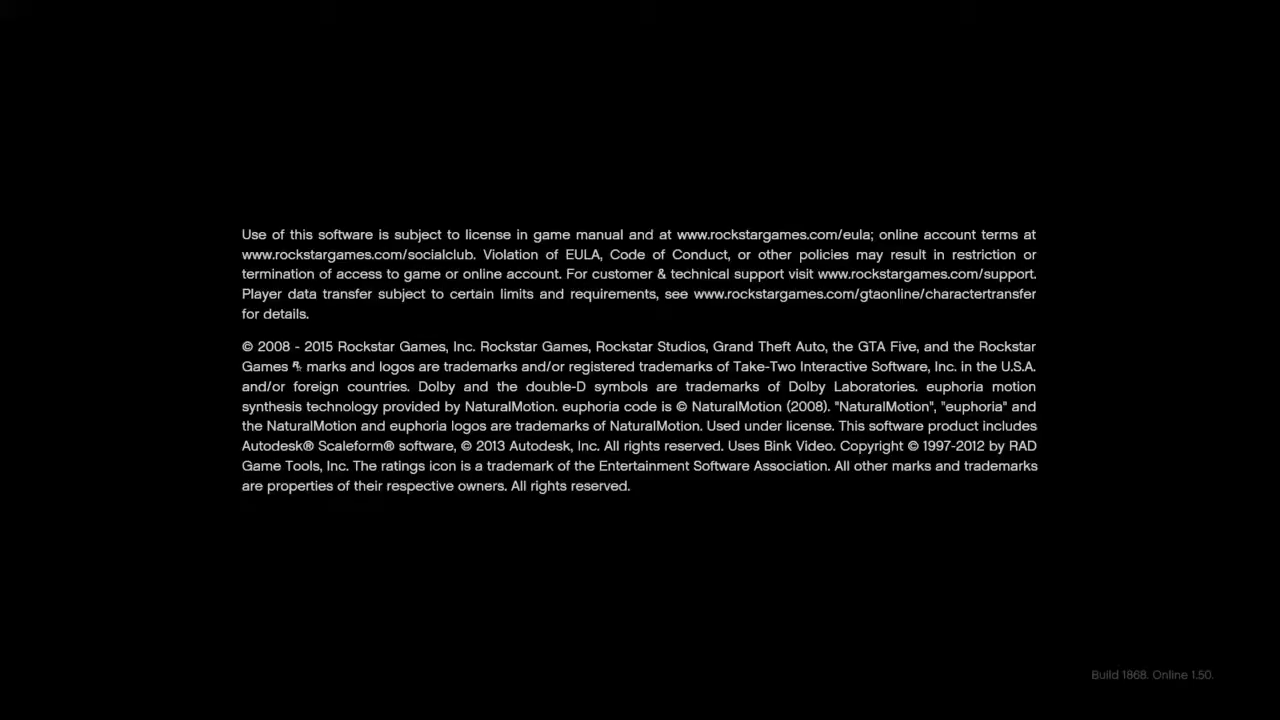 Use of this software is subject to license in game manual and at www.rockstargames.com/eula; online account terms at
www.rockstargames.com/socialclub. Violation of EULA, Code of Conduct, or other policies may result in restriction or
termination of access to game or online account. For customer & technical support visit www.rockstargames.com/support.
Player data transfer subject to certain limits and requirements, see www.rockstargames.com/gtaonline/charactertransfer
for details.
© 2008 - 2015 Rockstar Games, Inc. Rockstar Games, Rockstar Studios, Grand Theft Auto, the GTA Five, and the Rockstar
Games R* marks and logos are trademarks and/or registered trademarks of Take-Two Interactive Software, Inc. in the U.S.A.
and/or foreign countries. Dolby and the double-D symbols are trademarks of Dolby Laboratories. euphoria motion
synthesis technology provided by NaturalMotion. euphoria code is © NaturalMotion (2008). "NaturalMotion", "euphoria" and
the NaturalMotion and euphoria logos are trademarks of NaturalMotion. Used under license. This software product includes
Autodesk® Scaleform® software, © 2013 Autodesk, Inc. All rights reserved. Uses Bink Video. Copyright © 1997-2012 by RAD
Game Tools, Inc. The ratings icon is a trademark of the Entertainment Software Association. All other marks and trademarks
are properties of their respective owners. All rights reserved.
Build 1868. Online 1.50.